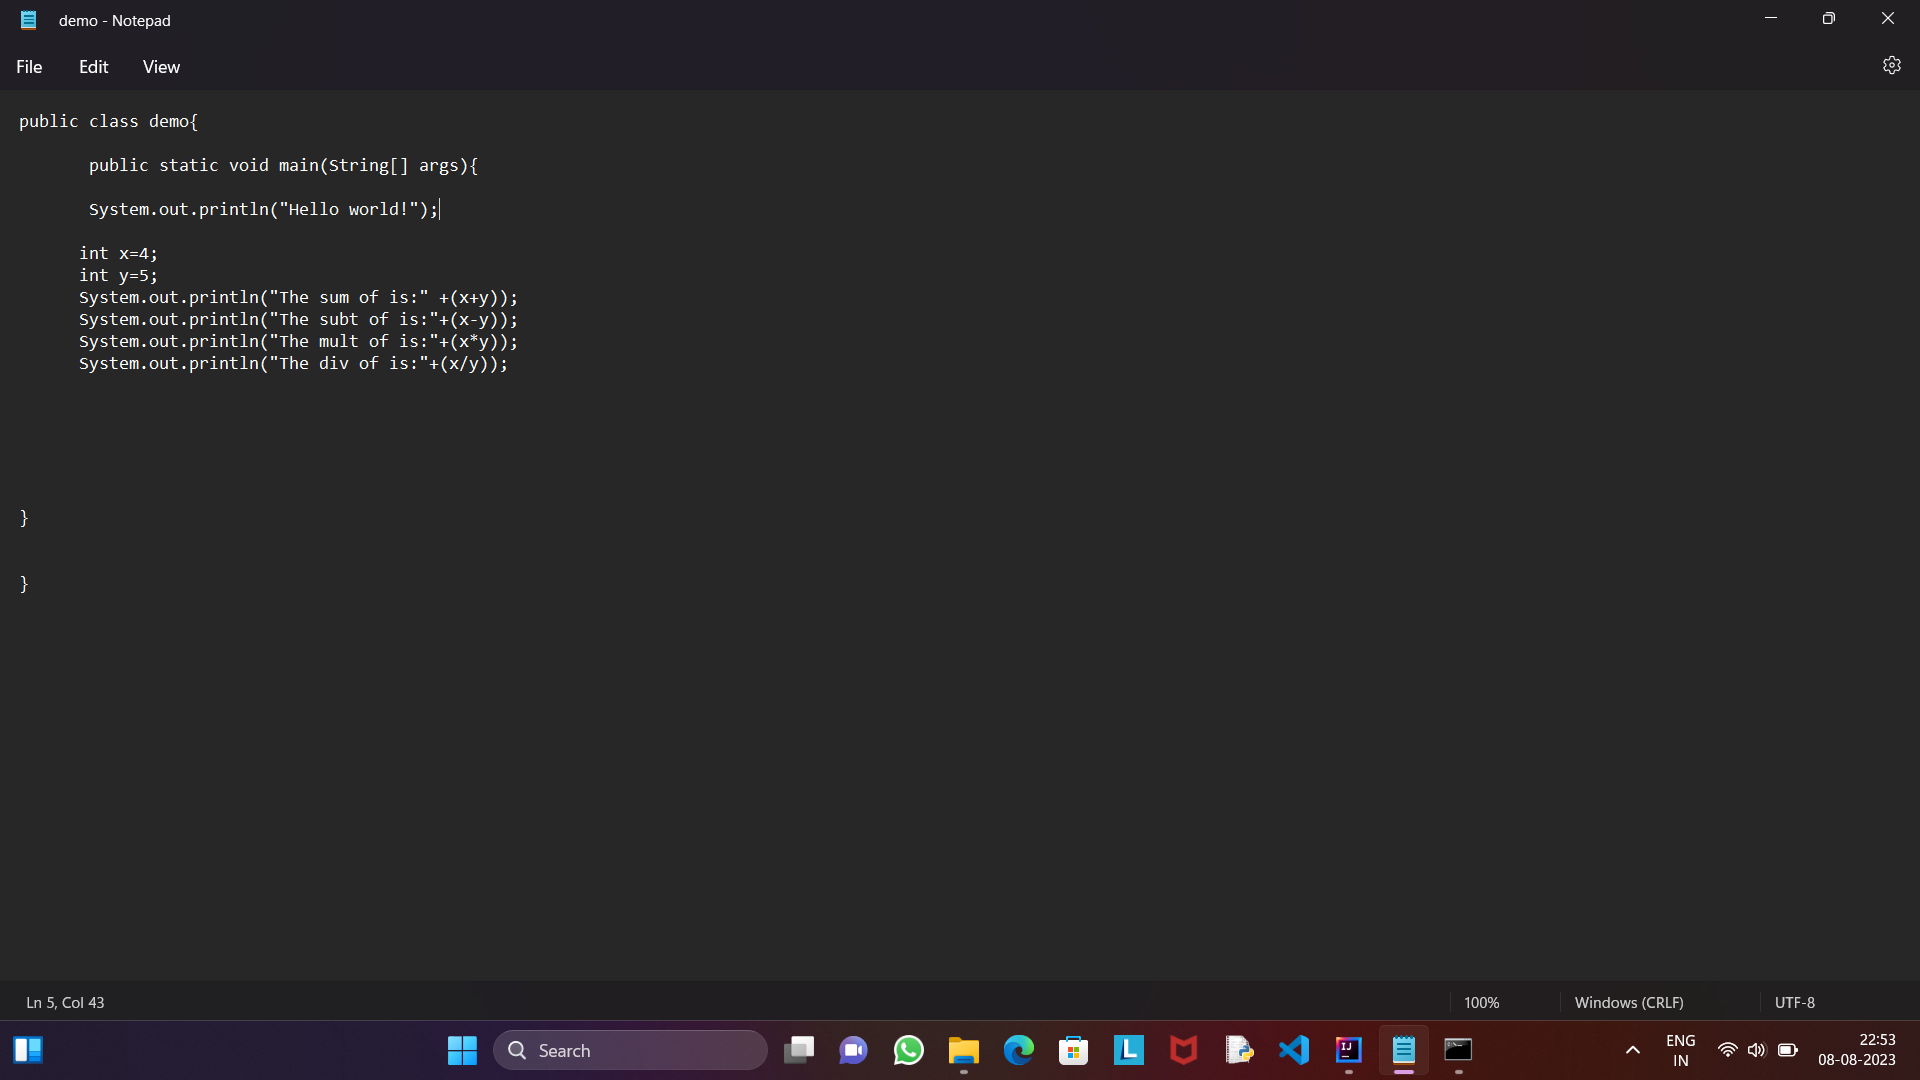 demo - Notepad
File Edit View
public class demo{
public static void main(String[] args){
System.out.println("Hello world!");
int x=4;
int y=5;
System.out.println("The sum of is:" +(x+y));
System.out.println("The subt of is:"+(x-y));
System.out.println("The mult of is:"+(x*y));
System.out.println("The div of is:"+(x/y));
}
}
Ln 5, Col 43 100% Windows (CRLF) UTF-8
Search L IJ ENG 22:53
IN 08-08-2023